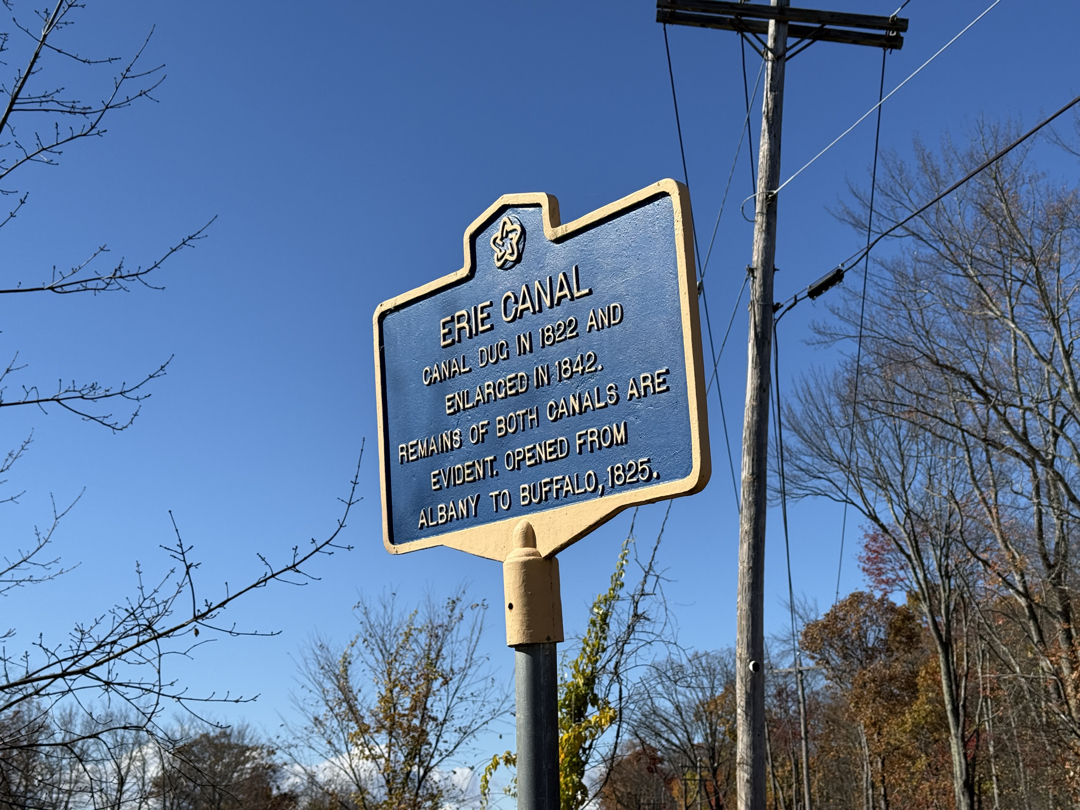 ERIE CANAL
CANAL DUG IN 1822 AND
ENLARGED IN 1842.
REMAINS OF BOTH CANALS ARE
EVIDENT. OPENED FROM
ALBANY TO BUFFALO, 1825.